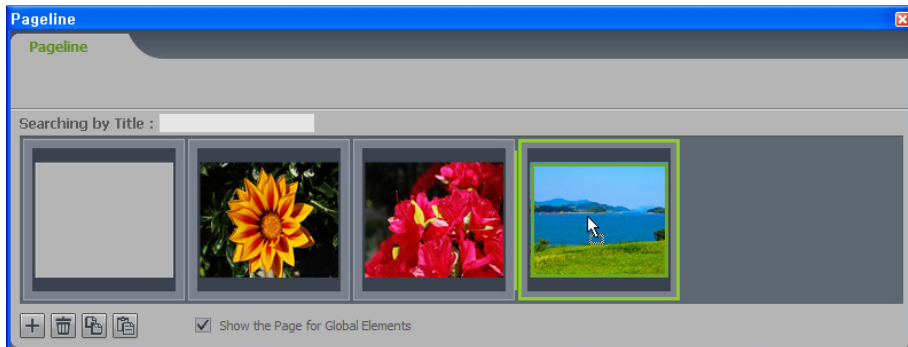 Pageline
Pageline
Searching by Title :
Show the Page for Global Elements